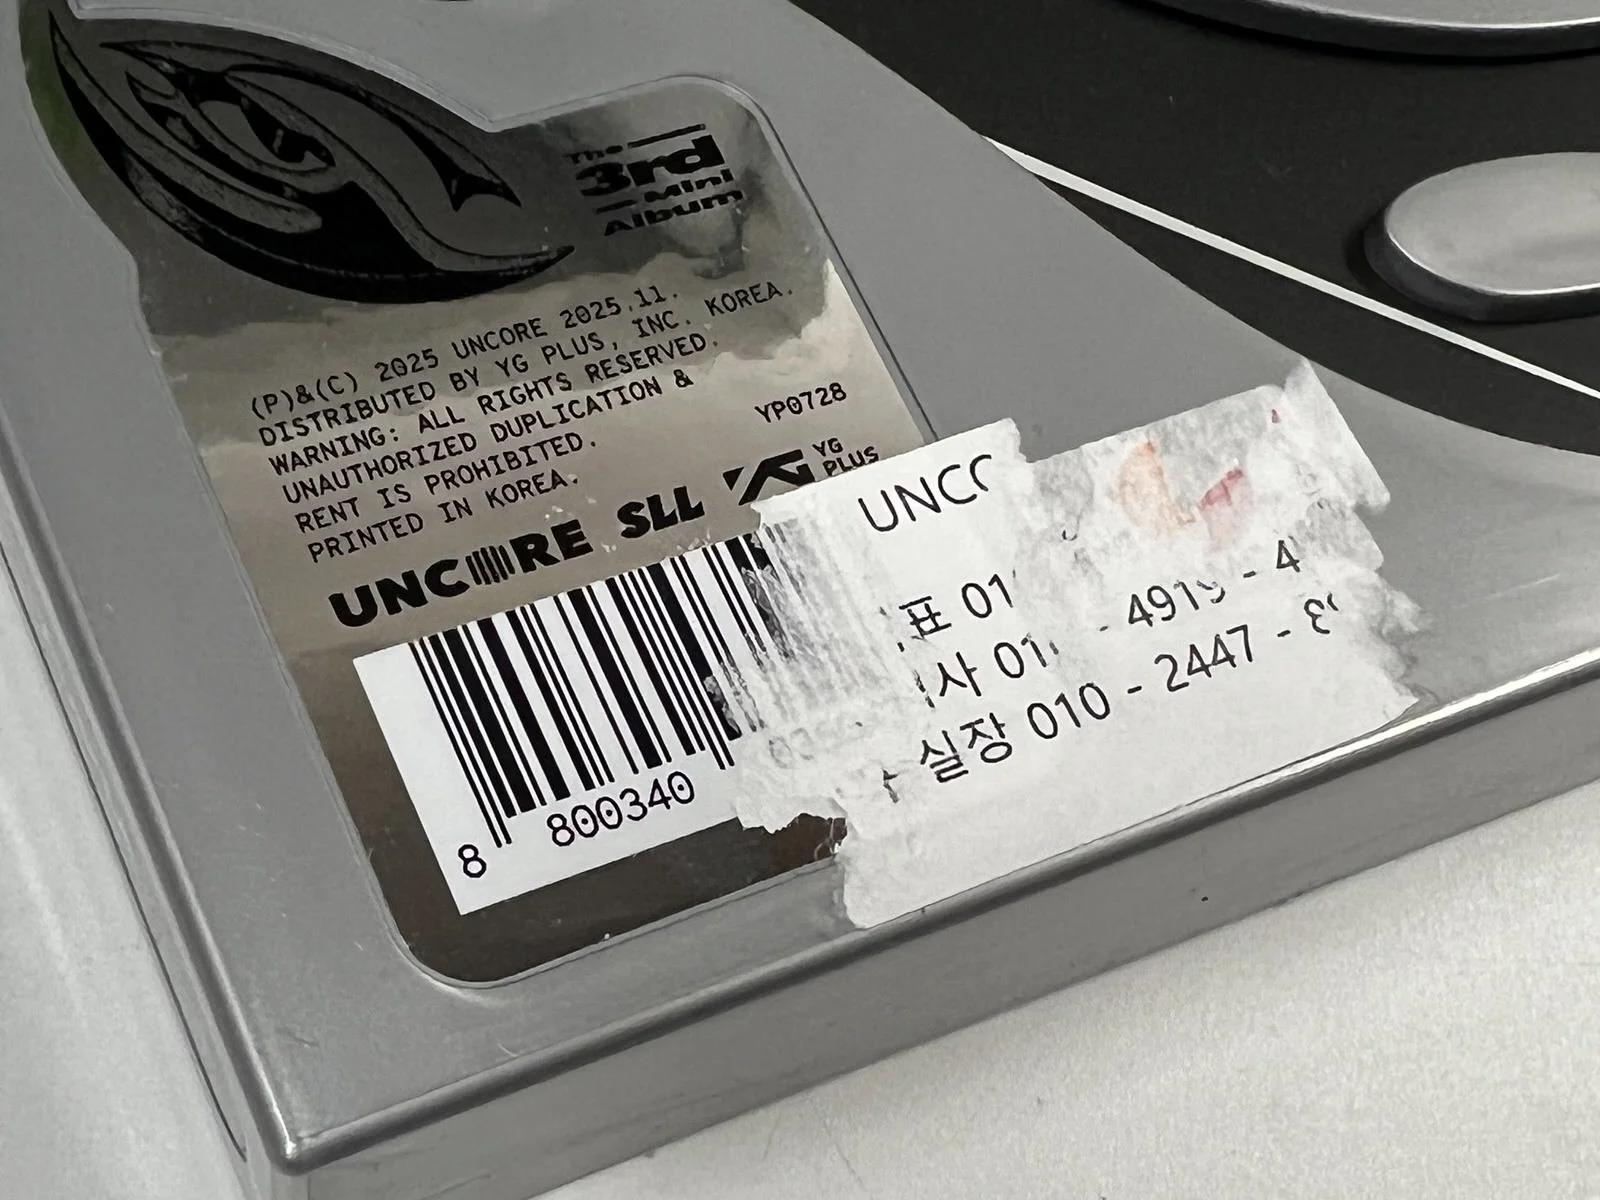 The
3rd
Mini
Album
(P)&(C) 2025 UNCORE 2025.11.
DISTRIBUTED BY YG PLUS, INC. KOREA.
WARNING: ALL RIGHTS RESERVED.
UNAUTHORIZED DUPLICATION &
RENT IS PROHIBITED.
PRINTED IN KOREA.
YP0728
UNCORE SLL YG PLUS
8 800340
UNC
표 01
사 01 - 4919 - 4
실장 010 - 2447 -